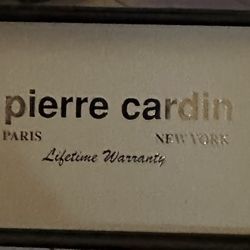 pierre cardin
PARIS NEW YORK
Lifetime Warranty